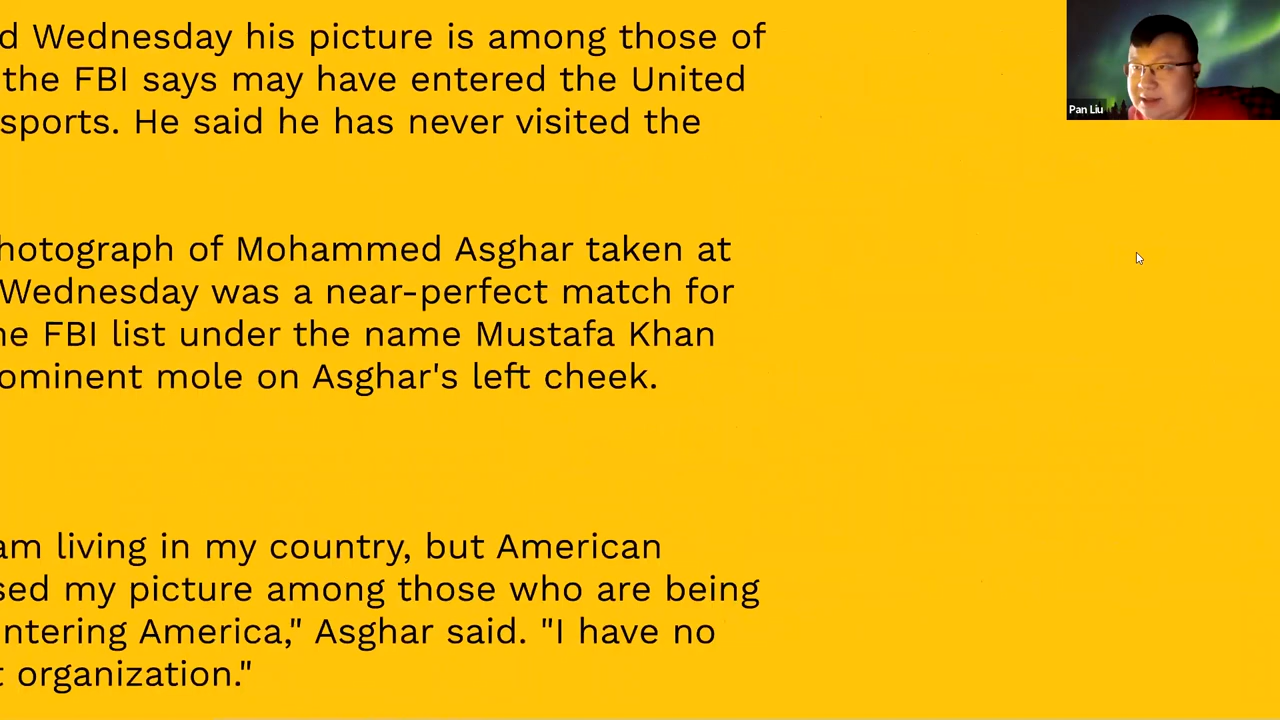 d Wednesday his picture is among those of
the FBI says may have entered the United
sports. He said he has never visited the
hotograph of Mohammed Asghar taken at
Wednesday was a near-perfect match for
ne FBI list under the name Mustafa Khan
ominent mole on Asghar's left cheek.
am living in my country, but American
sed my picture among those who are being
ntering America," Asghar said. "I have no
t organization."
Pan Liu